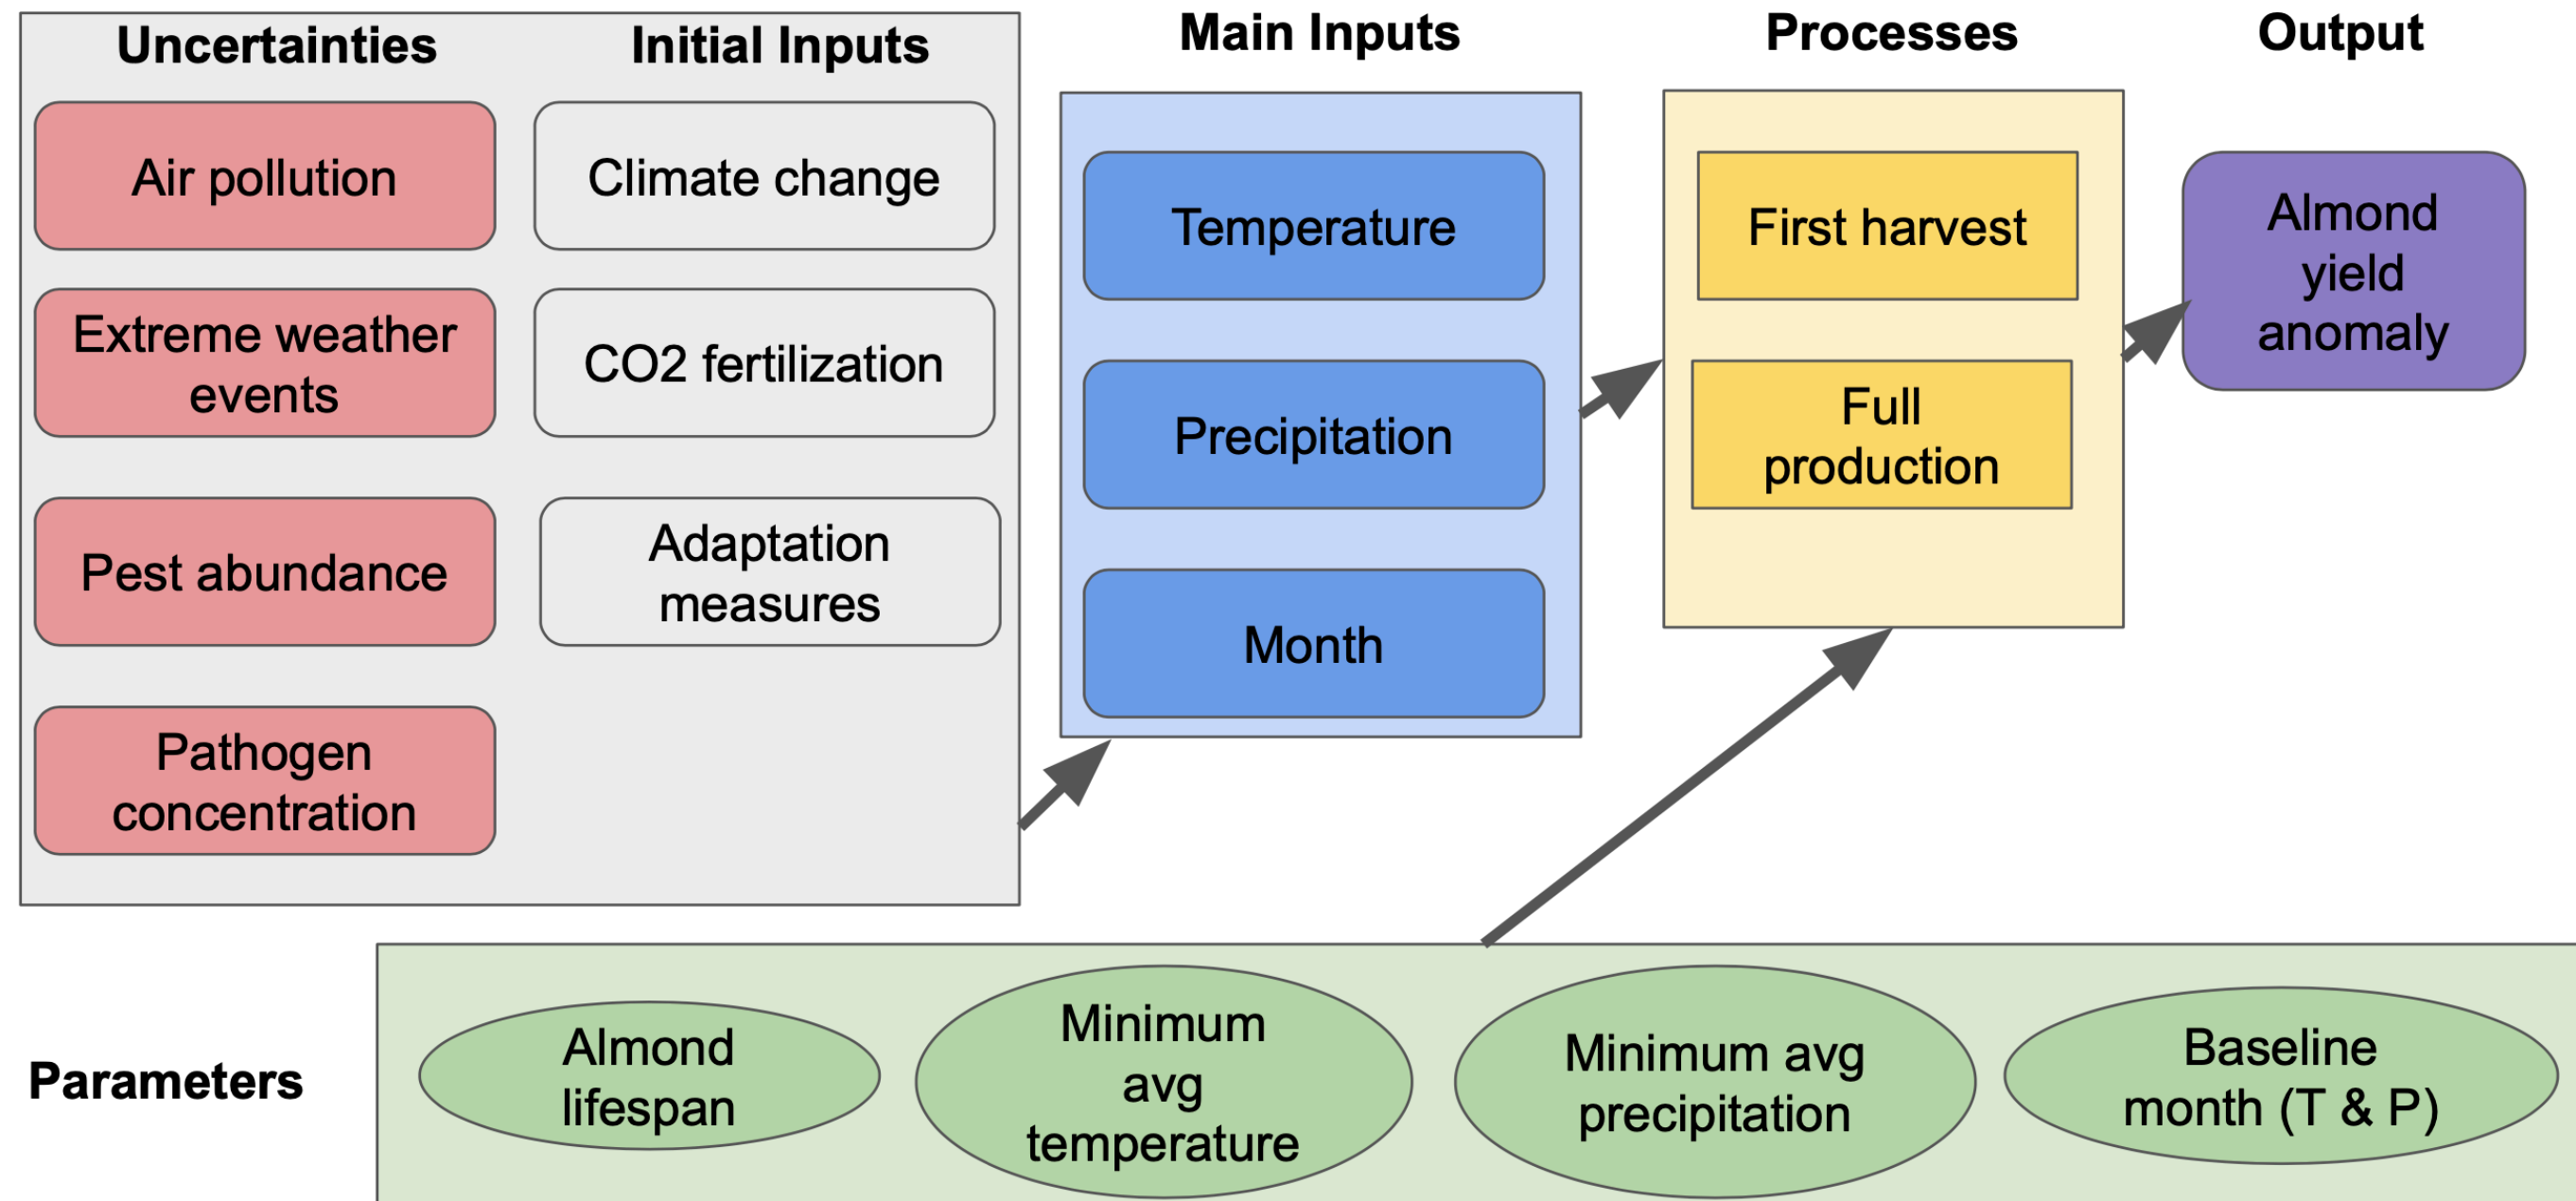 Uncertainties
Initial Inputs
Main Inputs
Processes
Output
Air pollution
Extreme weather
events
Pest abundance
Pathogen
concentration
Climate change
CO2 fertilization
Adaptation
measures
Temperature
Precipitation
Month
First harvest
Full
production
Almond
yield
anomaly
Parameters
Almond
lifespan
Minimum
avg
temperature
Minimum avg
precipitation
Baseline
month (T & P)